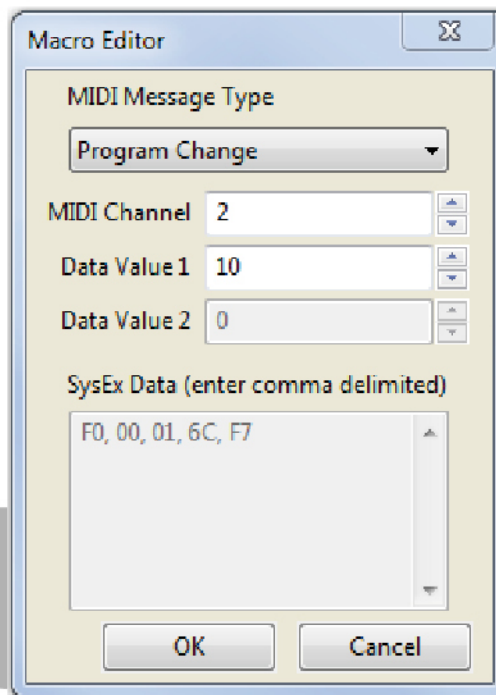 Macro Editor
MIDI Message Type
Program Change
MIDI Channel 2
Data Value 1 10
Data Value 2 0
SysEx Data (enter comma delimited)
F0, 00, 01, 6C, F7
OK Cancel